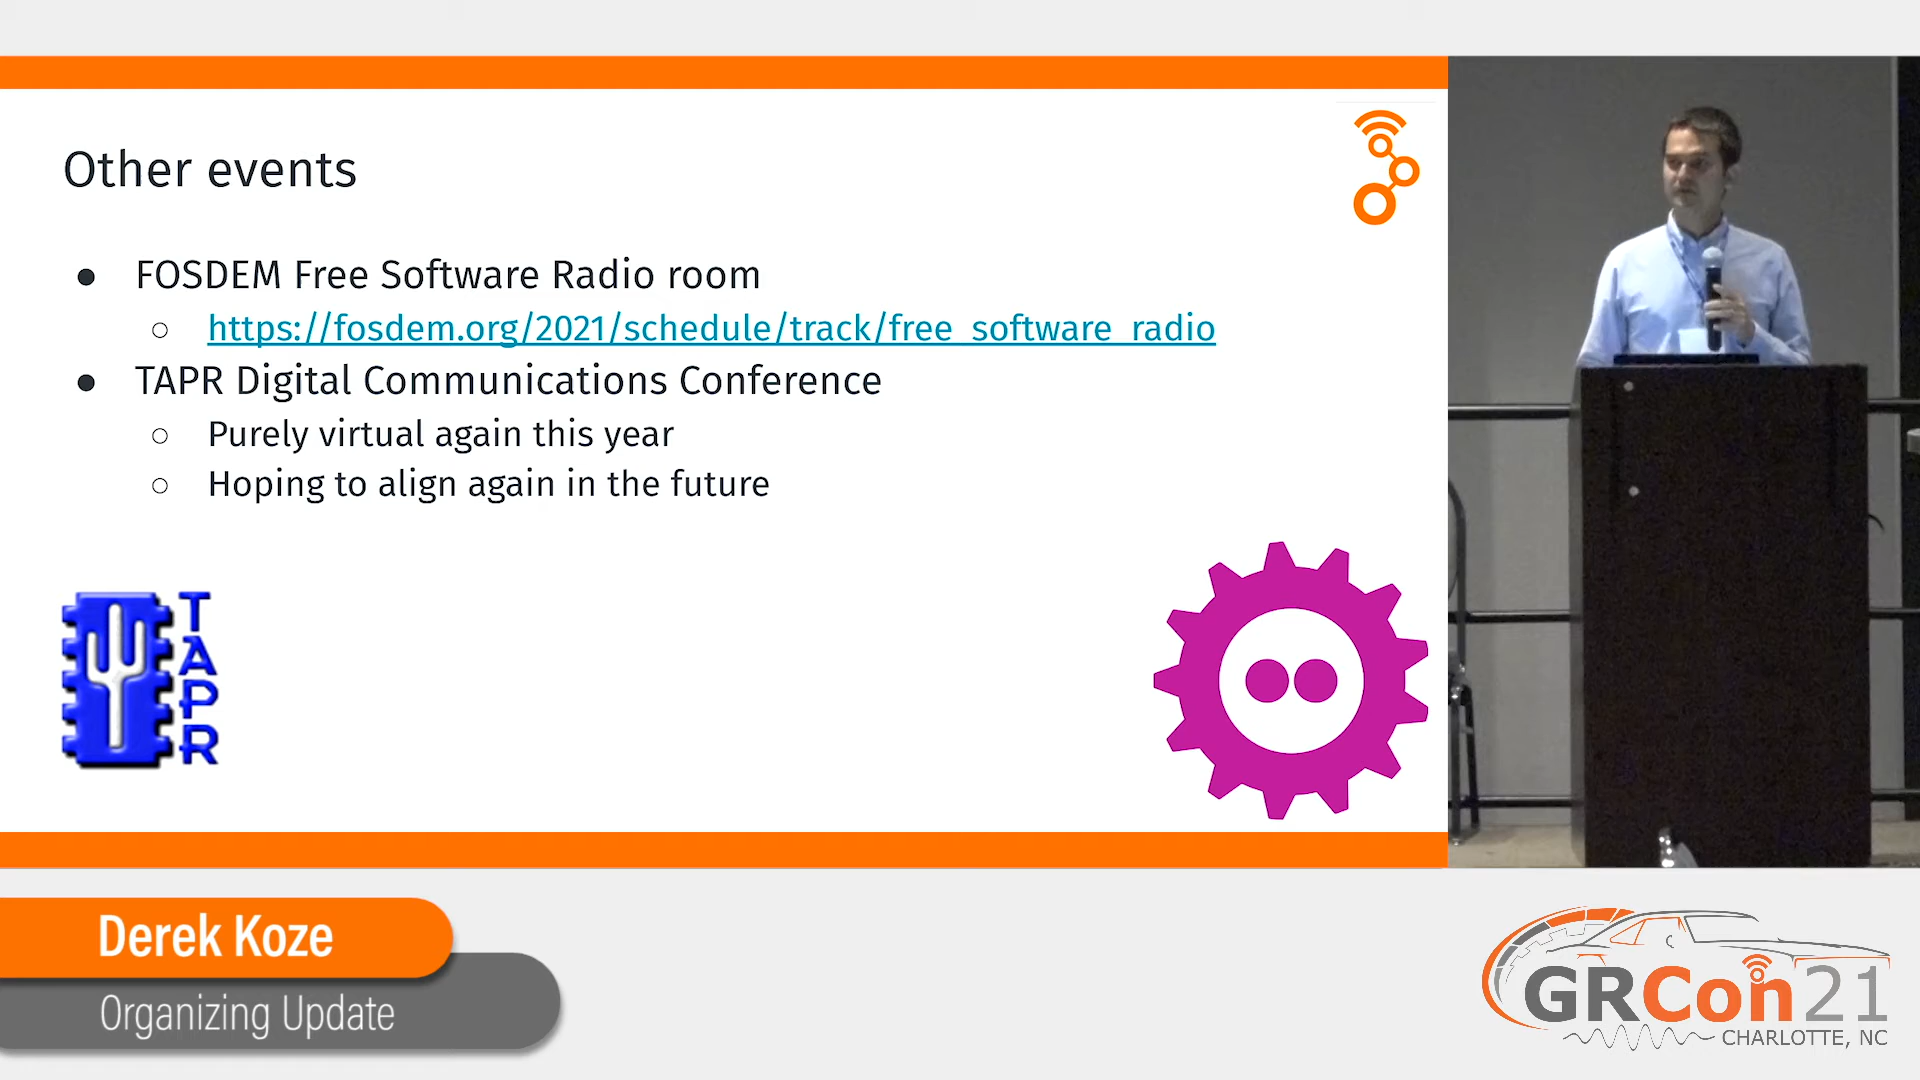 Other events
● FOSDEM Free Software Radio room
○ https://fosdem.org/2021/schedule/track/free_software_radio
● TAPR Digital Communications Conference
○ Purely virtual again this year
○ Hoping to align again in the future
TAPR
Derek Koze
Organizing Update
GRCon21
CHARLOTTE, NC